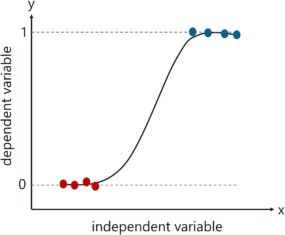 y
1
dependent variable
0
x
independent variable